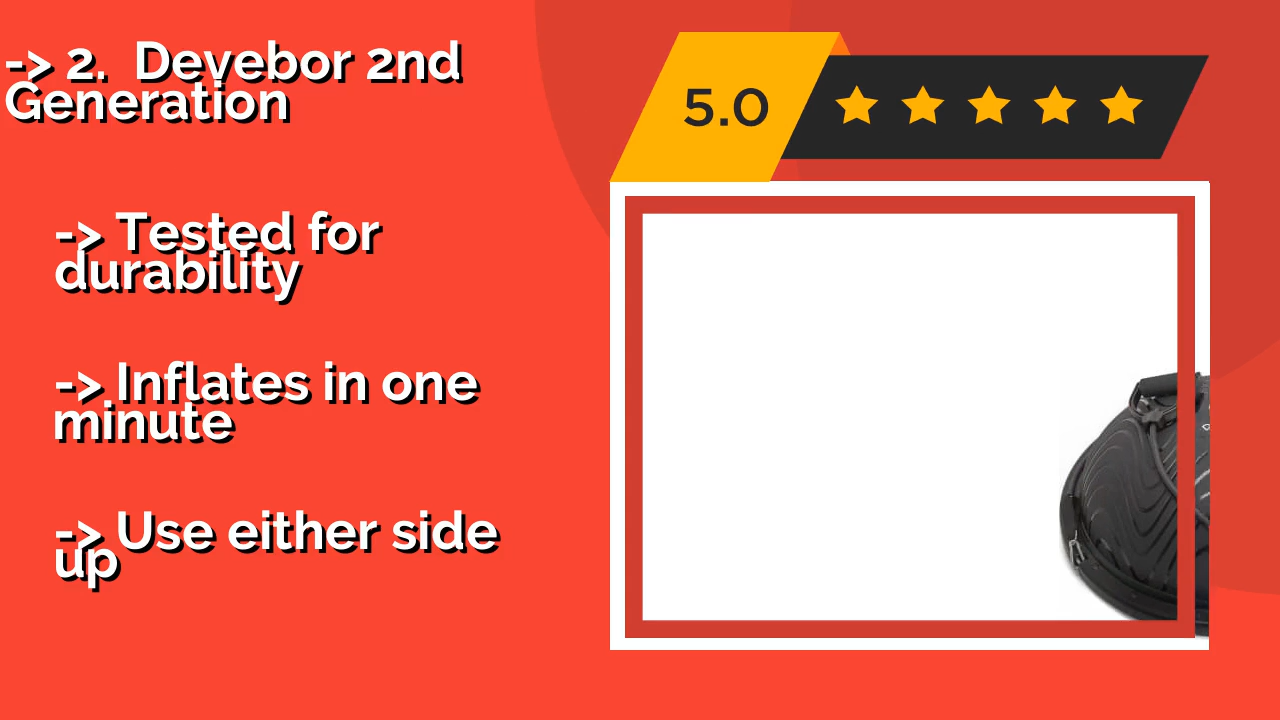 -> 2. Devebor 2nd
Generation
5.0
-> Tested for
durability
-> Inflates in one
minute
-> Use either side
up